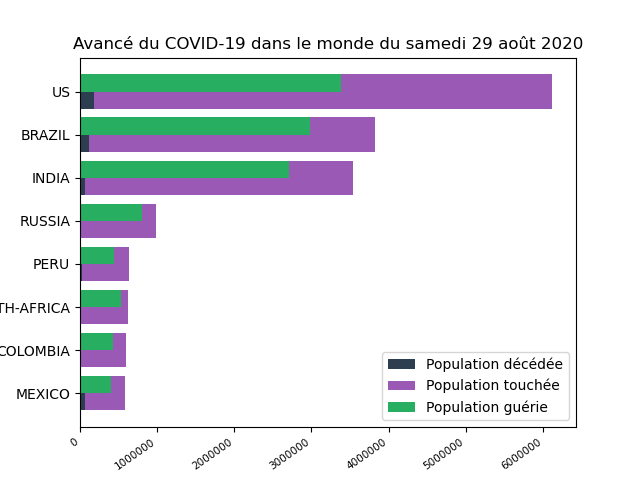 Avancé du COVID-19 dans le monde du samedi 29 août 2020
US
BRAZIL
INDIA
RUSSIA
PERU
TH-AFRICA
COLOMBIA
MEXICO
Population décédée
Population touchée
Population guérie
0
1000000
2000000
3000000
4000000
5000000
6000000